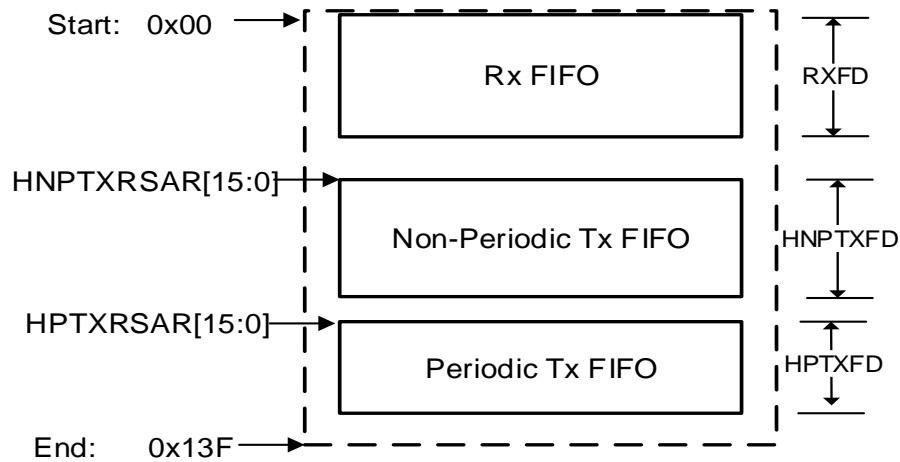 Start: 0x00
Rx FIFO
RXFD
HNPTXRSAR[15:0]
Non-Periodic Tx FIFO
HNPTXFD
HPTXRSAR[15:0]
Periodic Tx FIFO
HPTXFD
End: 0x13F